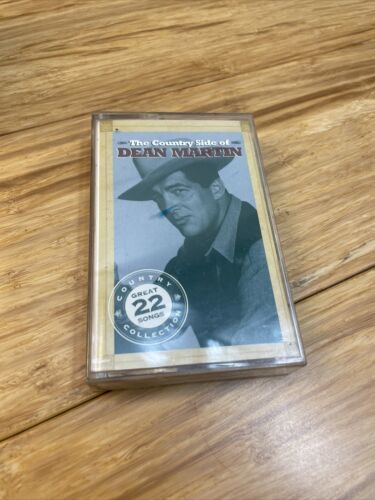 The Country Side of
DEAN MARTIN
COUNTRY
GREAT
22
SONGS
COLLECTION